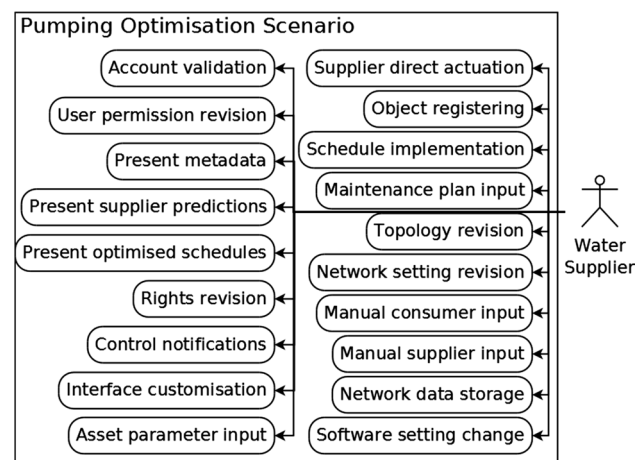 Pumping Optimisation Scenario
Account validation
User permission revision
Present metadata
Present supplier predictions
Present optimised schedules
Rights revision
Control notifications
Interface customisation
Asset parameter input
Supplier direct actuation
Object registering
Schedule implementation
Maintenance plan input
Topology revision
Network setting revision
Manual consumer input
Manual supplier input
Network data storage
Software setting change
Water
Supplier